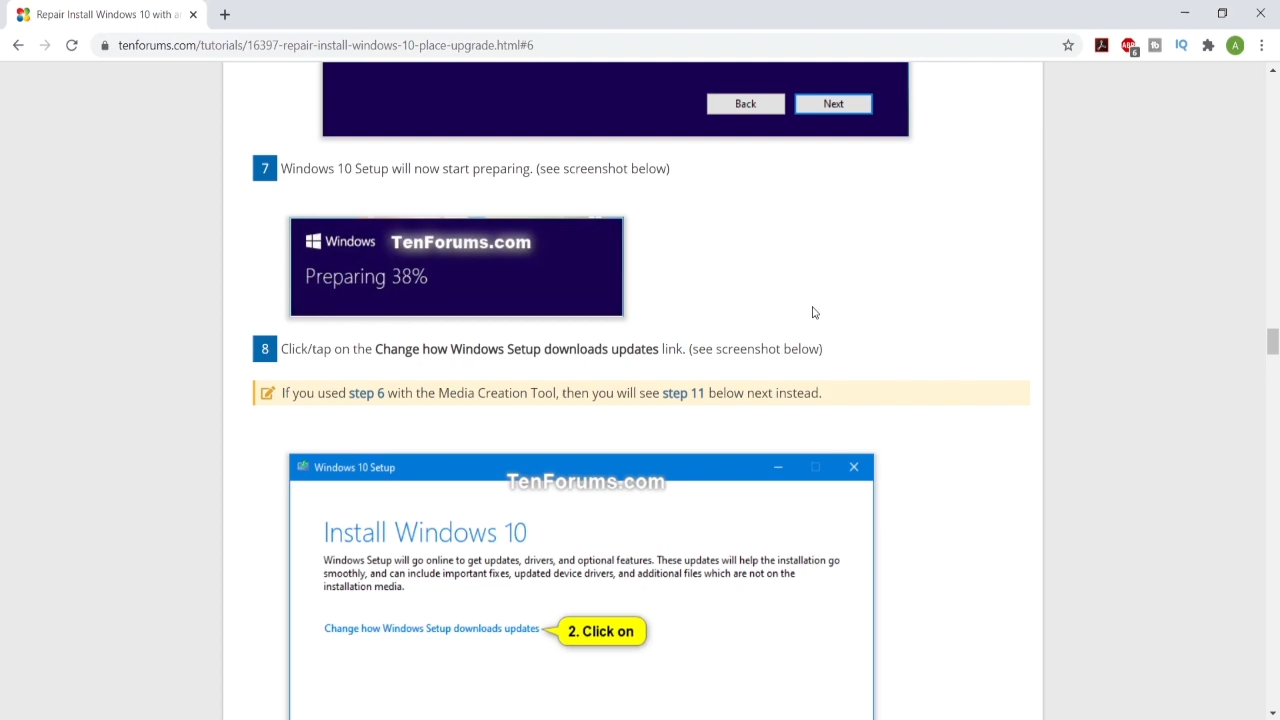 Repair Install Windows 10 with a
tenforums.com/tutorials/16397-repair-install-windows-10-place-upgrade.html#6
ABP
6
fb
IQ
A
Back
Next
7 Windows 10 Setup will now start preparing. (see screenshot below)
Windows TenForums.com
Preparing 38%
8 Click/tap on the Change how Windows Setup downloads updates link. (see screenshot below)
If you used step 6 with the Media Creation Tool, then you will see step 11 below next instead.
Windows 10 Setup
TenForums.com
Install Windows 10
Windows Setup will go online to get updates, drivers, and optional features. These updates will help the installation go
smoothly, and can include important fixes, updated device drivers, and additional files which are not on the
installation media.
Change how Windows Setup downloads updates
2. Click on